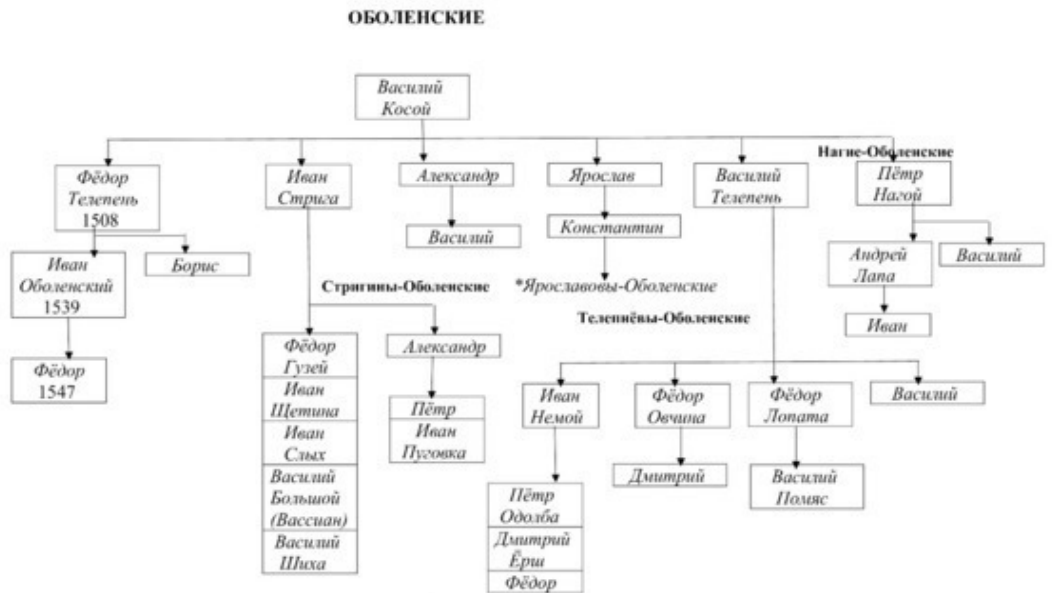 ОБОЛЕНСКИЕ
Василий
Косой
Нагие-Оболенские
Фёдор
Телепень
1508
Иван
Стрига
Александр
Ярослав
Василий
Телепень
Пётр
Нагой
Василий
Константин
Иван
Оболенский
1539
Борис
Андрей
Лапа
Василий
Стригины-Оболенские
*Ярославовы-Оболенские
Телепнёвы-Оболенские
Иван
Фёдор
1547
Фёдор
Гузей
Иван
Щетина
Иван
Слых
Василий
Большой
(Вассиан)
Василий
Шиха
Александр
Пётр
Иван
Пуговка
Иван
Немой
Фёдор
Овчина
Фёдор
Лопата
Василий
Пётр
Одолба
Дмитрий
Ёрш
Фёдор
Дмитрий
Василий
Помяс